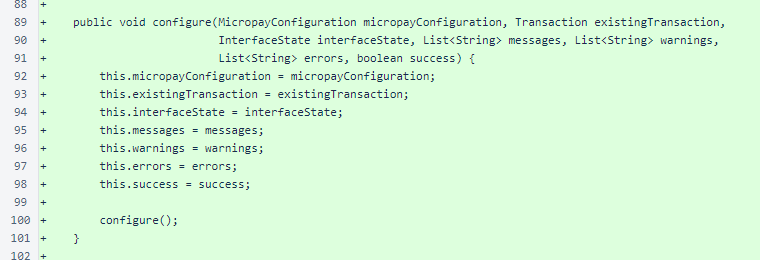 88 +
89 + public void configure(MicropayConfiguration micropayConfiguration, Transaction existingTransaction,
90 + InterfaceState interfaceState, List<String> messages, List<String> warnings,
91 + List<String> errors, boolean success) {
92 + this.micropayConfiguration = micropayConfiguration;
93 + this.existingTransaction = existingTransaction;
94 + this.interfaceState = interfaceState;
95 + this.messages = messages;
96 + this.warnings = warnings;
97 + this.errors = errors;
98 + this.success = success;
99 +
100 + configure();
101 + }
102 +